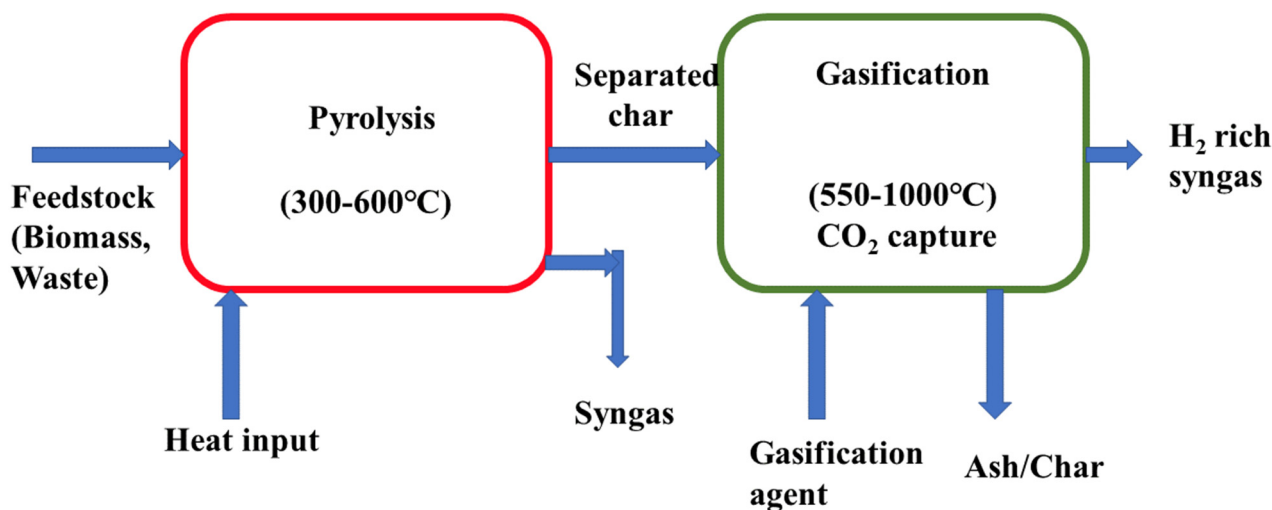 Pyrolysis
(300-600°C)
Feedstock
(Biomass,
Waste)
Heat input
Separated
char
Syngas
Gasification
(550-1000°C)
CO₂ capture
Gasification
agent
Ash/Char
H₂ rich
syngas